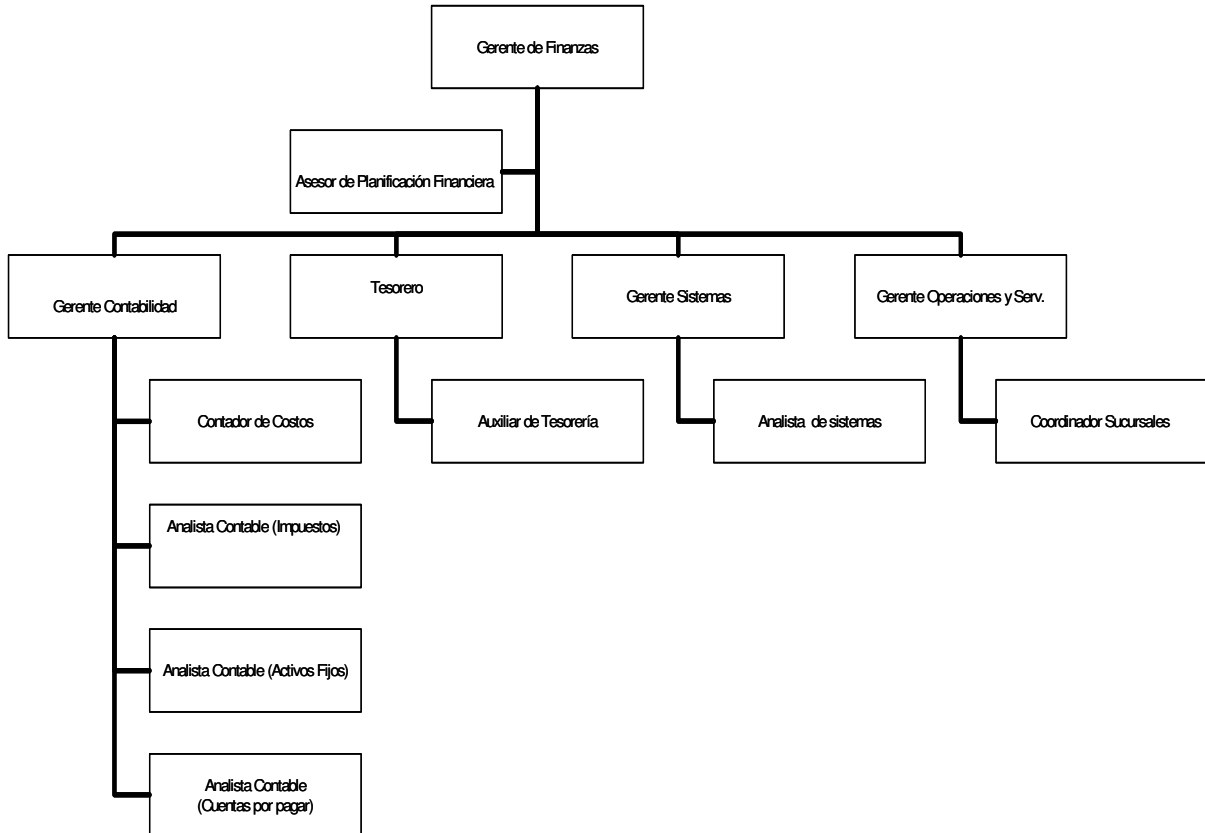 Gerente de Finanzas
Asesor de Planificación Financiera
Gerente Contabilidad
Tesorero
Gerente Sistemas
Gerente Operaciones y Serv.
Contador de Costos
Auxiliar de Tesorería
Analista de sistemas
Coordinador Sucursales
Analista Contable (Impuestos)
Analista Contable (Activos Fijos)
Analista Contable
(Cuentas por pagar)